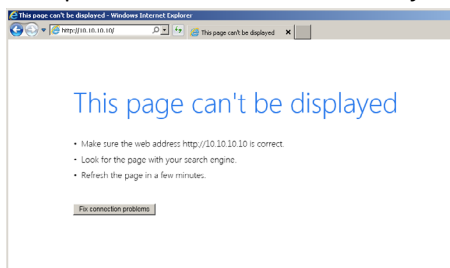 This page can't be displayed - Windows Internet Explorer
http://10.10.10.10/
This page can't be displayed
This page can't be displayed
• Make sure the web address http://10.10.10.10 is correct.
• Look for the page with your search engine.
• Refresh the page in a few minutes.
Fix connection problems